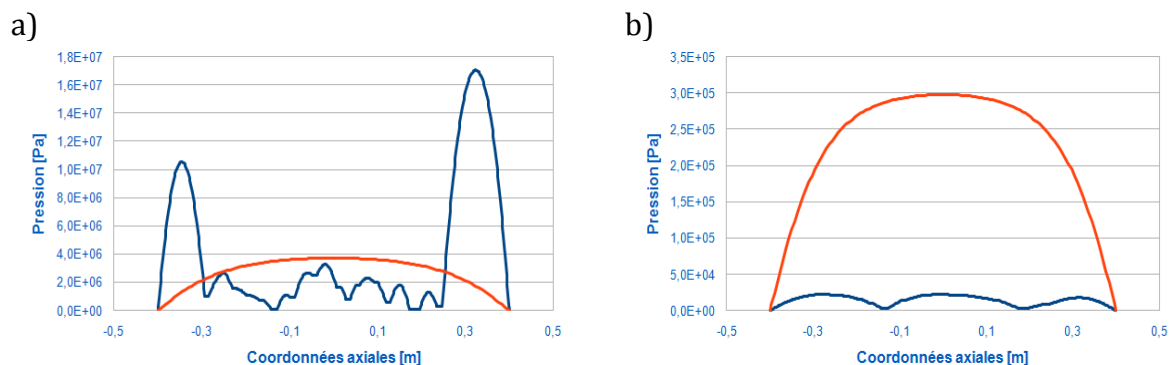 a)
1,8E+07
1,6E+07
1,4E+07
1,2E+07
1,0E+07
8,0E+06
6,0E+06
4,0E+06
2,0E+06
0,0E+00
Pression [Pa]
-0,5 -0,3 -0,1 0,1 0,3 0,5
Coordonnées axiales [m]
b)
3,5E+05
3,0E+05
2,5E+05
2,0E+05
1,5E+05
1,0E+05
5,0E+04
0,0E+00
Pression [Pa]
-0,5 -0,3 -0,1 0,1 0,3 0,5
Coordonnées axiales [m]